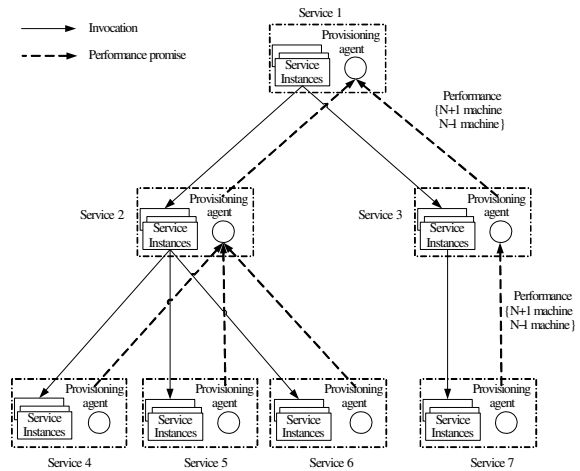 Service 1
Invocation
Performance promise
Provisioning
agent
Service
Instances
Performance
{N+1 machine
N-1 machine}
Service 2
Provisioning
agent
Service
Instances
Service 3
Provisioning
agent
Service
Instances
Performance
{N+1 machine
N-1 machine}
Provisioning
agent
Service
Instances
Provisioning
agent
Service
Instances
Provisioning
agent
Service
Instances
Provisioning
agent
Service
Instances
Service 4
Service 5
Service 6
Service 7